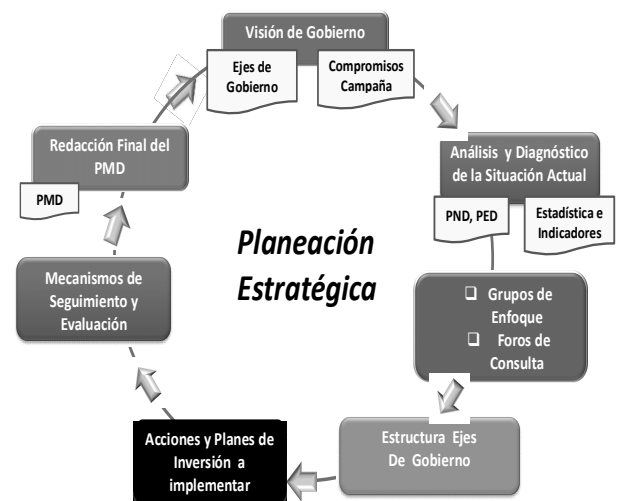 Visión de Gobierno
Ejes de
Gobierno
Compromisos
Campaña
Análisis y Diagnóstico
de la Situación Actual
PND, PED
Estadística e
Indicadores
❑ Grupos de
Enfoque
❑ Foros de
Consulta
Estructura Ejes
De Gobierno
Acciones y Planes de
Inversión a
implementar
Mecanismos de
Seguimiento y
Evaluación
Redacción Final del
PMD
PMD
Planeación
Estratégica